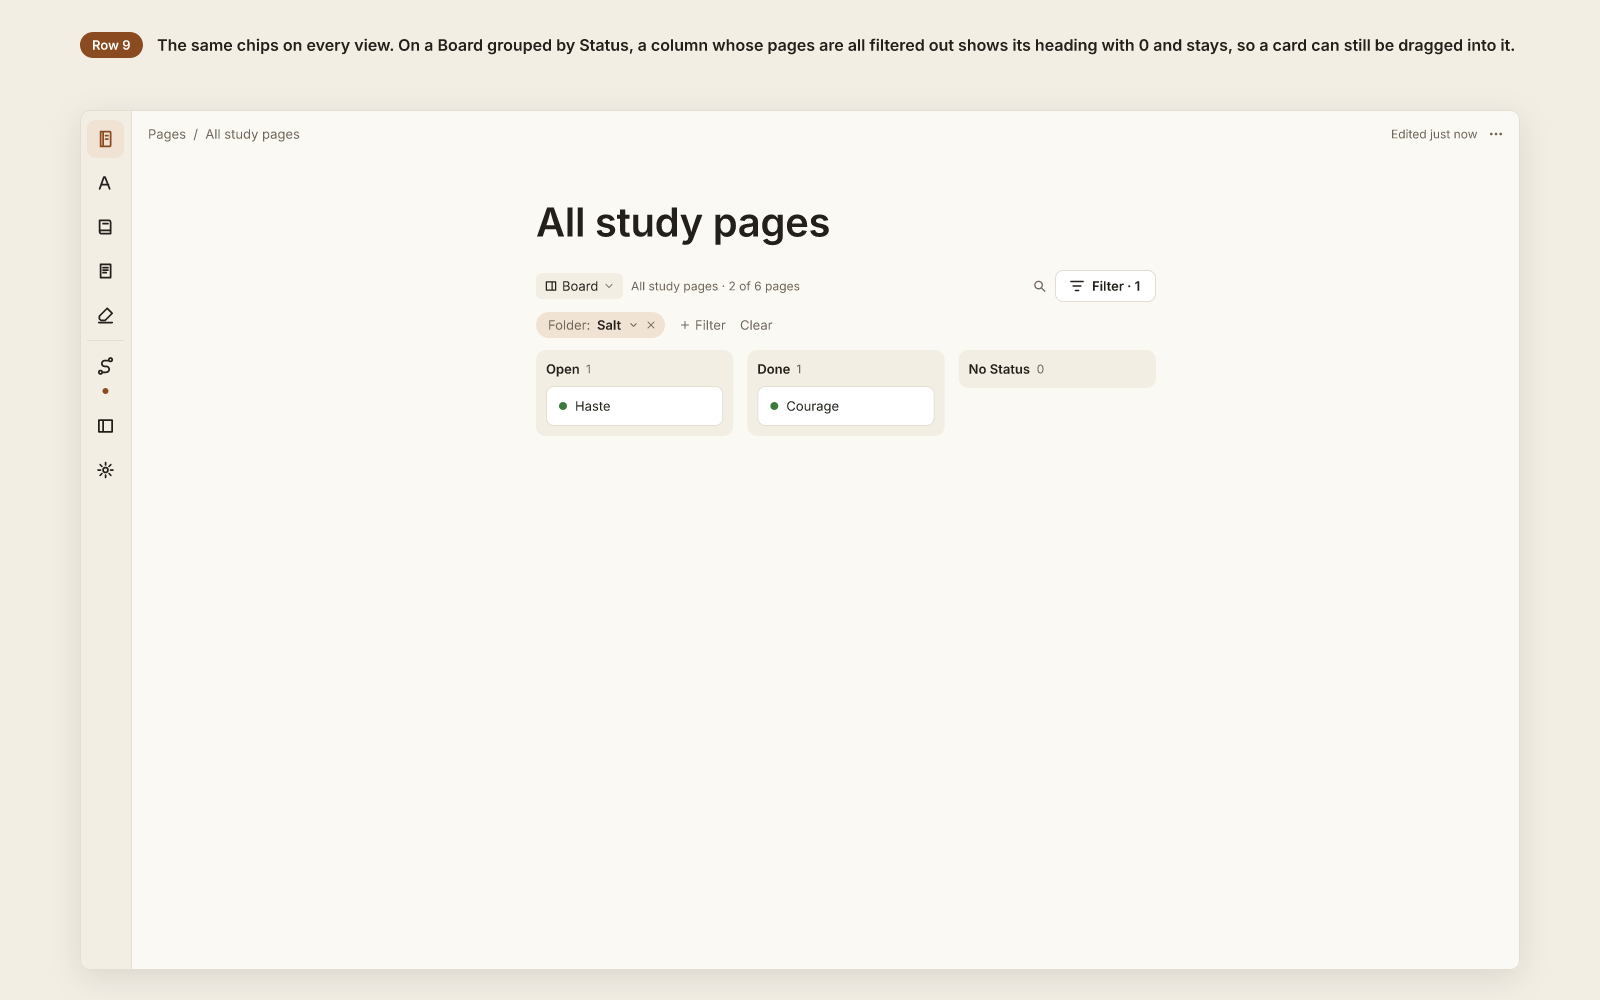 Row 9 The same chips on every view. On a Board grouped by Status, a column whose pages are all filtered out shows its heading with 0 and stays, so a card can still be dragged into it.
Pages / All study pages
Edited just now
All study pages
Board All study pages · 2 of 6 pages
Filter · 1
Folder: Salt + Filter Clear
Open 1
Haste
Done 1
Courage
No Status 0